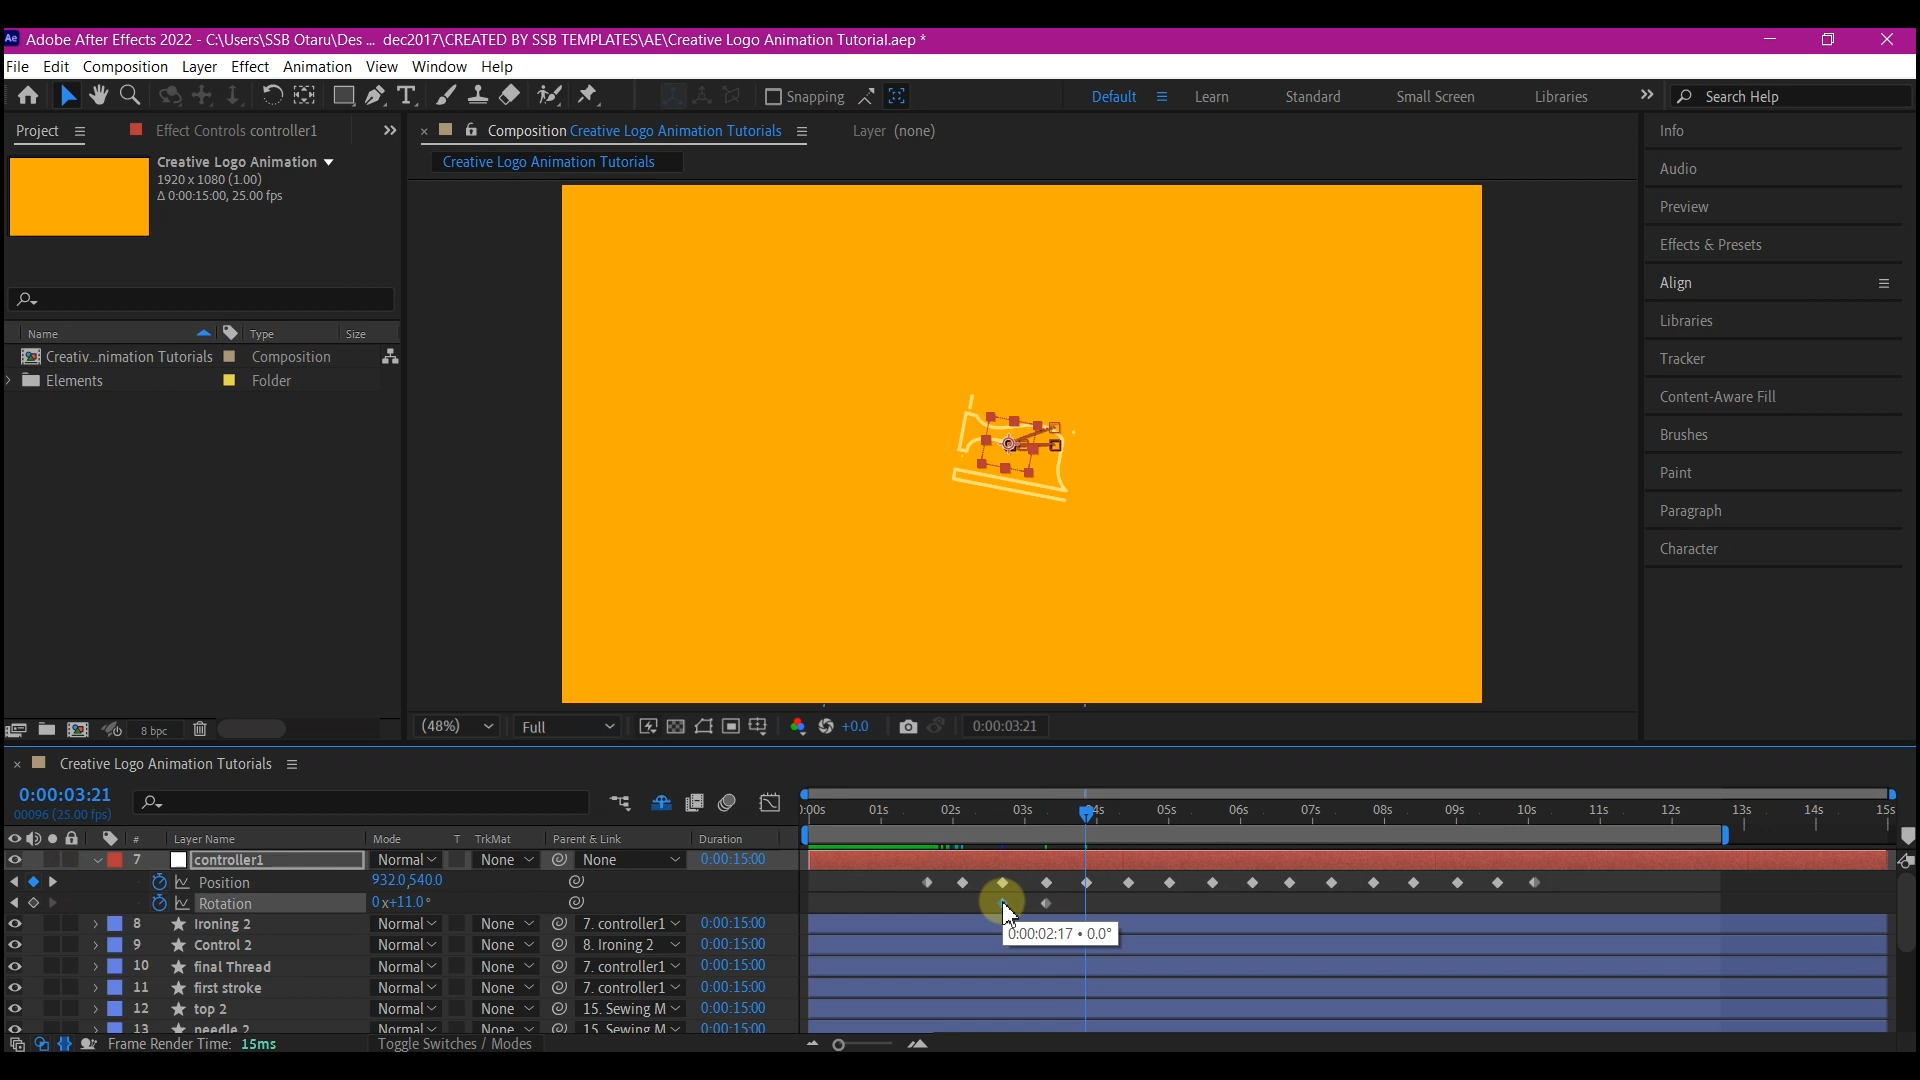 Ae Adobe After Effects 2022 - C:\Users\SSB Otaru\Des ... dec2017\CREATED BY SSB TEMPLATES\AE\Creative Logo Animation Tutorial.aep *
File Edit Composition Layer Effect Animation View Window Help
Snapping Default Learn Standard Small Screen Libraries Search Help
Project Effect Controls controller1 Composition Creative Logo Animation Tutorials Layer (none)
Creative Logo Animation
1920 x 1080 (1.00)
Δ 0:00:15:00, 25.00 fps
Creative Logo Animation Tutorials
Name Type Size
Creativ...nimation Tutorials Composition
Elements Folder
Info
Audio
Preview
Effects & Presets
Align
Libraries
Tracker
Content-Aware Fill
Brushes
Paint
Paragraph
Character
8 bpc (48%) Full +0.0 0:00:03:21
Creative Logo Animation Tutorials
0:00:03:21
00096 (25.00 fps)
):00s 01s 02s 03s 04s 05s 06s 07s 08s 09s 10s 11s 12s 13s 14s 15s
# Layer Name Mode T TrkMat Parent & Link Duration
7 controller1 Normal None None 0:00:15:00
Position 932.0,540.0
Rotation 0x+11.0°
8 Ironing 2 Normal None 7. controller1 0:00:15:00
0:00:02:17 • 0.0°
9 Control 2 Normal None 8. Ironing 2 0:00:15:00
10 final Thread Normal None 7. controller1 0:00:15:00
11 first stroke Normal None 7. controller1 0:00:15:00
12 top 2 Normal None 15. Sewing M 0:00:15:00
13 needle 2 Normal None 15. Sewing M 0:00:15:00
Frame Render Time: 15ms Toggle Switches / Modes